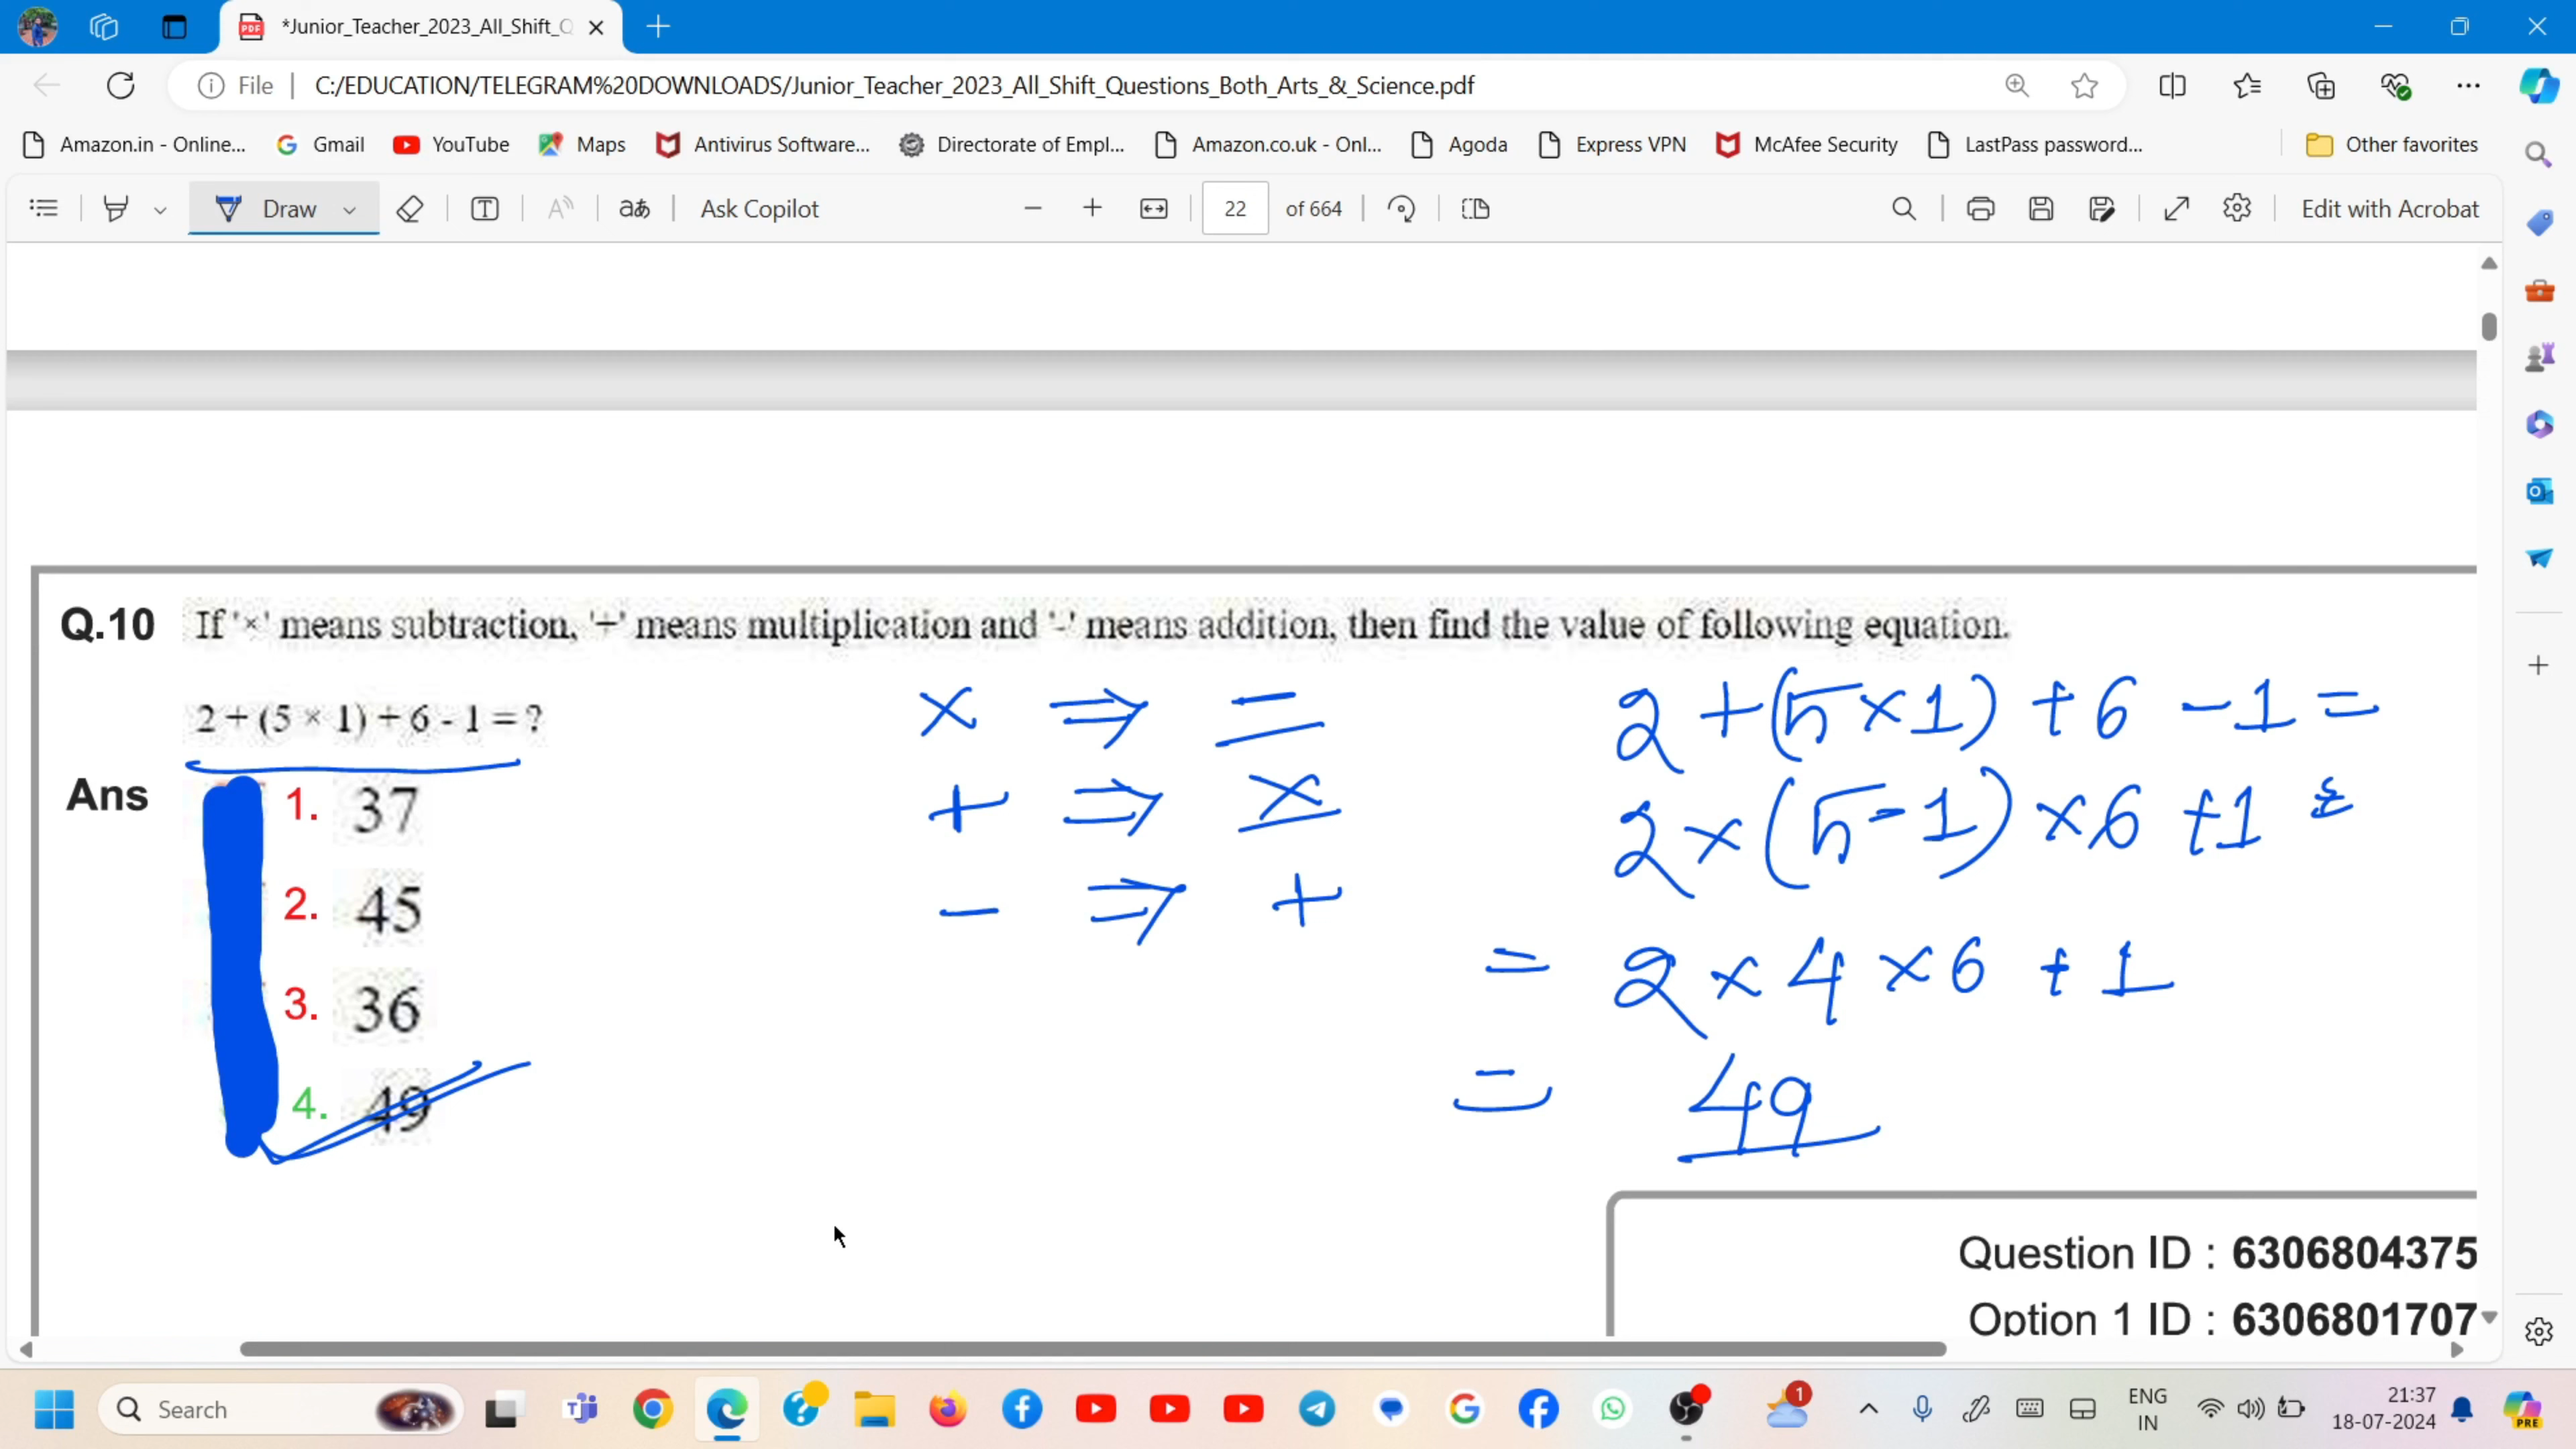 *Junior_Teacher_2023_All_Shift_Q
File | C:/EDUCATION/TELEGRAM%20DOWNLOADS/Junior_Teacher_2023_All_Shift_Questions_Both_Arts_&_Science.pdf
Amazon.in - Online... Gmail YouTube Maps Antivirus Software... Directorate of Empl... Amazon.co.uk - Onl... Agoda Express VPN McAfee Security LastPass password... Other favorites
Draw Ask Copilot 22 of 664 Edit with Acrobat
Q.10 If '×' means subtraction, '+' means multiplication and '-' means addition, then find the value of following equation.
2 + (5 × 1) + 6 - 1 = ?
Ans 1. 37
2. 45
3. 36
4. 49
× ⇒ −
+ ⇒ ×
− ⇒ +
2 + (5 × 1) + 6 − 1 =
2 × (5 − 1) × 6 + 1
= 2 × 4 × 6 + 1
= 49
Question ID : 6306804375
Option 1 ID : 6306801707
Search
1
ENG
IN
21:37
18-07-2024
PRE